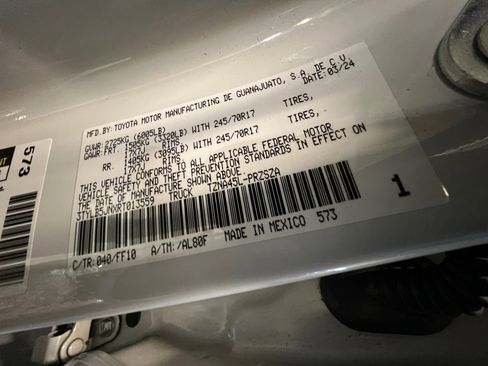 MFD. BY: TOYOTA MOTOR MANUFACTURING DE GUANAJUATO, S.A. DE C.V.
DATE: 03/24
GVWR: 2725KG (6005LB)
GAWR: FRT. 1505KG (3320LB) WITH 245/70R17 TIRES,
17X7J RIMS
RR. 1405KG (3095LB) WITH 245/70R17 TIRES,
17X7J RIMS
THIS VEHICLE CONFORMS TO ALL APPLICABLE FEDERAL MOTOR
VEHICLE SAFETY AND THEFT PREVENTION STANDARDS IN EFFECT ON
THE DATE OF MANUFACTURE SHOWN ABOVE.
TRUCK TZNA45L-PRZSZA
1
C/TR: 040/FF10 A/TM: /AL80F MADE IN MEXICO 573
573